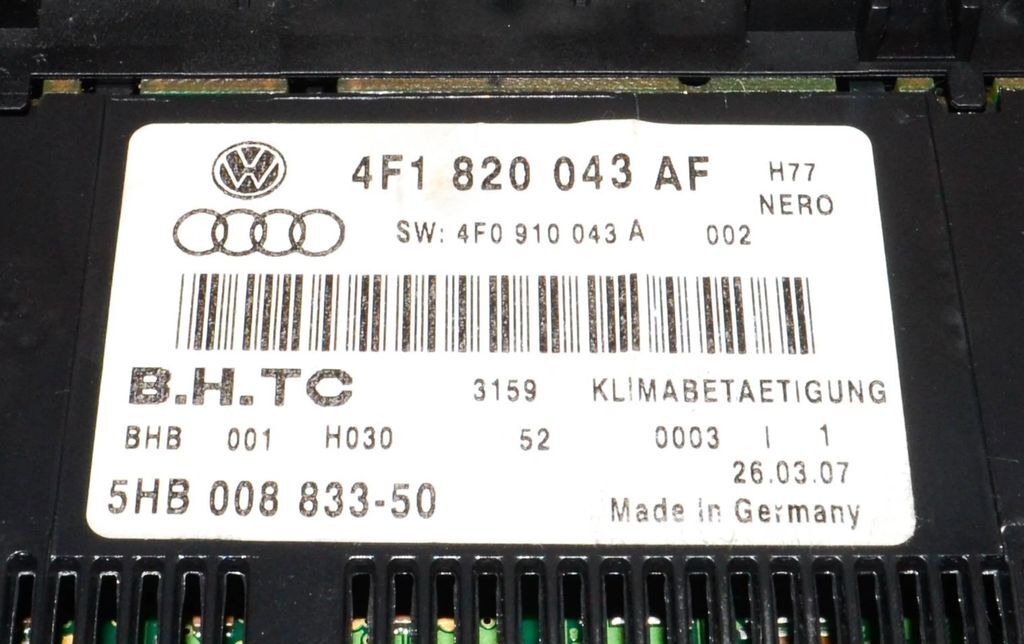 4F1 820 043 AF H77
NERO
SW: 4F0 910 043 A 002
B.H.TC 3159 KLIMABETAETIGUNG
BHB 001 H030 52 0003 | 1
26.03.07
5HB 008 833-50
Made in Germany